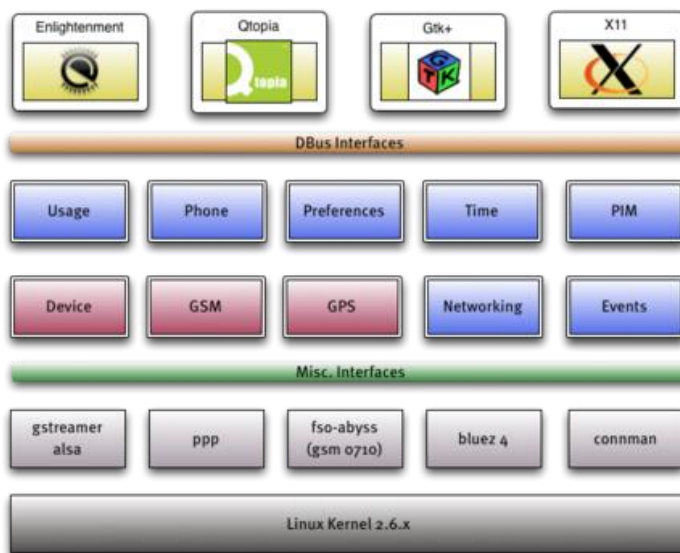 Enlightenment
Qtopia
Gtk+
X11
Qtopia
GTK
X
DBus Interfaces
Usage
Phone
Preferences
Time
PIM
Device
GSM
GPS
Networking
Events
Misc. Interfaces
gstreamer
alsa
ppp
fso-abyss
(gsm 0710)
bluez 4
connman
Linux Kernel 2.6.x